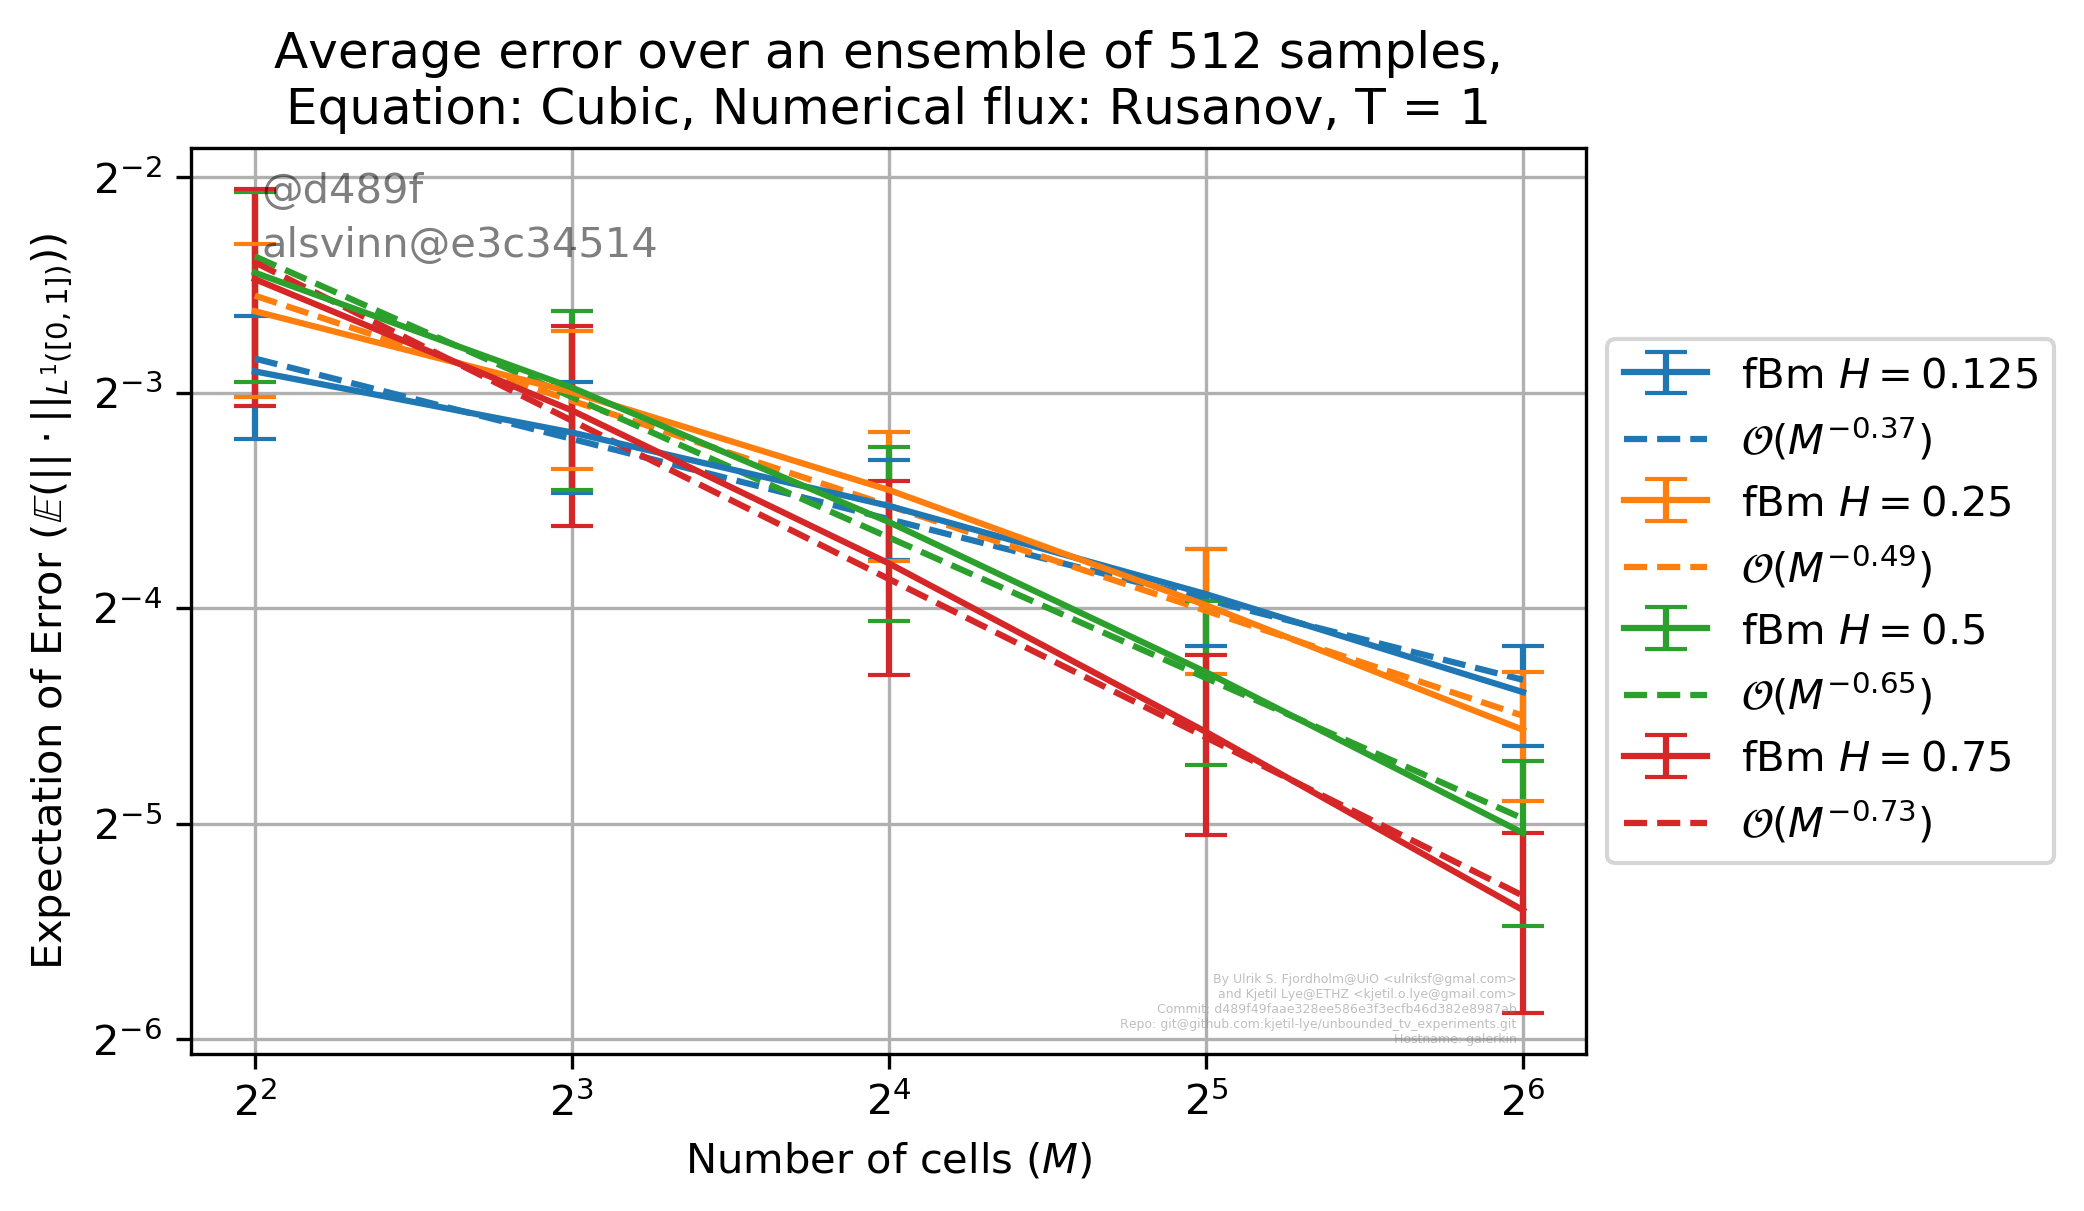 Average error over an ensemble of 512 samples,
Equation: Cubic, Numerical flux: Rusanov, T = 1
@d489f
alsvinn@e3c34514
Expectation of Error (𝔼(||·||_{L^1([0,1])}))
2^{-2}
2^{-3}
2^{-4}
2^{-5}
2^{-6}
2^2
2^3
2^4
2^5
2^6
Number of cells (M)
fBm H = 0.125
𝒪(M^{-0.37})
fBm H = 0.25
𝒪(M^{-0.49})
fBm H = 0.5
𝒪(M^{-0.65})
fBm H = 0.75
𝒪(M^{-0.73})
By Ulrik S. Fjordholm@UiO <ulriksf@gmal.com>
and Kjetil Lye@ETHZ <kjetil.o.lye@gmail.com>
Commit: d489f49faae328ee586e3f3ecfb46d382e8987ab
Repo: git@github.com:kjetil-lye/unbounded_tv_experiments.git
Hostname: galerkin